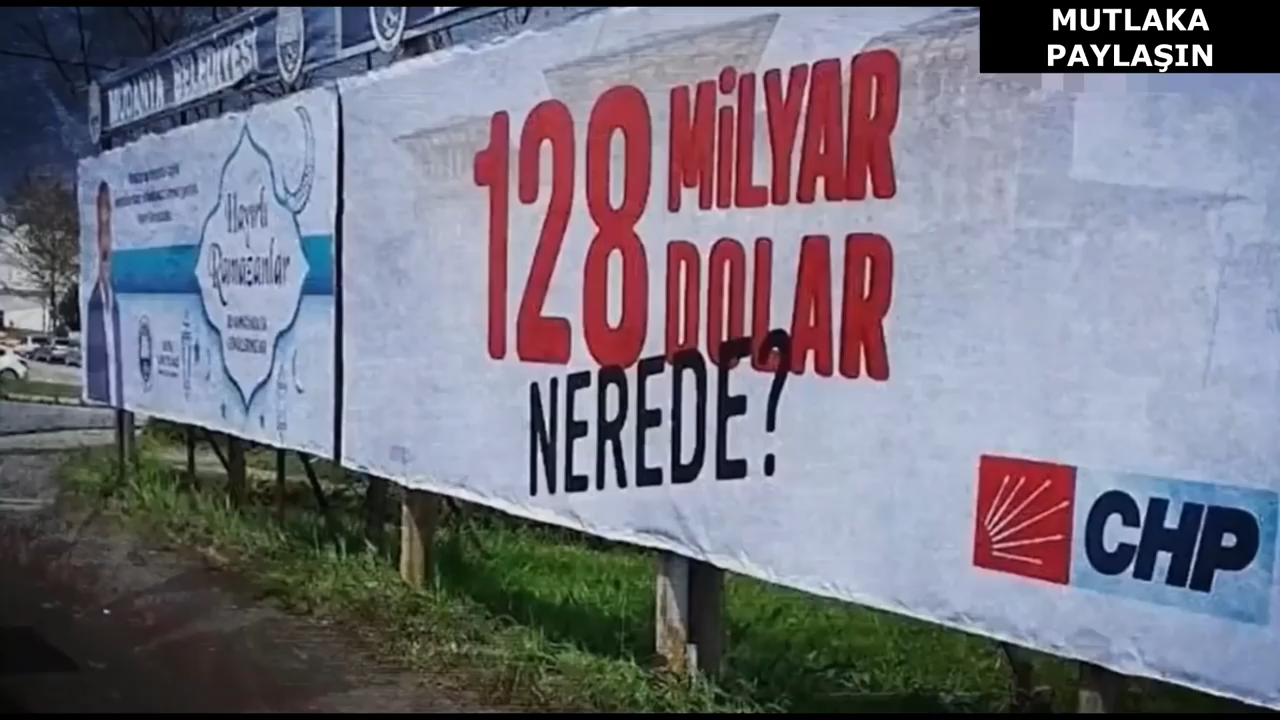 MUTLAKA
PAYLAŞIN
MUDANYA BELEDİYESİ
128 MİLYAR
DOLAR
NEREDE?
CHP
Hayırlı
Ramazanlar